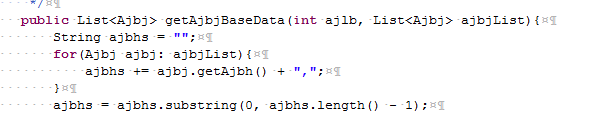 */
public List<Ajbj> getAjbjBaseData(int ajlb, List<Ajbj> ajbjList){
String ajbhs = "";
for(Ajbj ajbj: ajbjList){
ajbhs += ajbj.getAjbh() + ",";
}
ajbhs = ajbhs.substring(0, ajbhs.length() - 1);